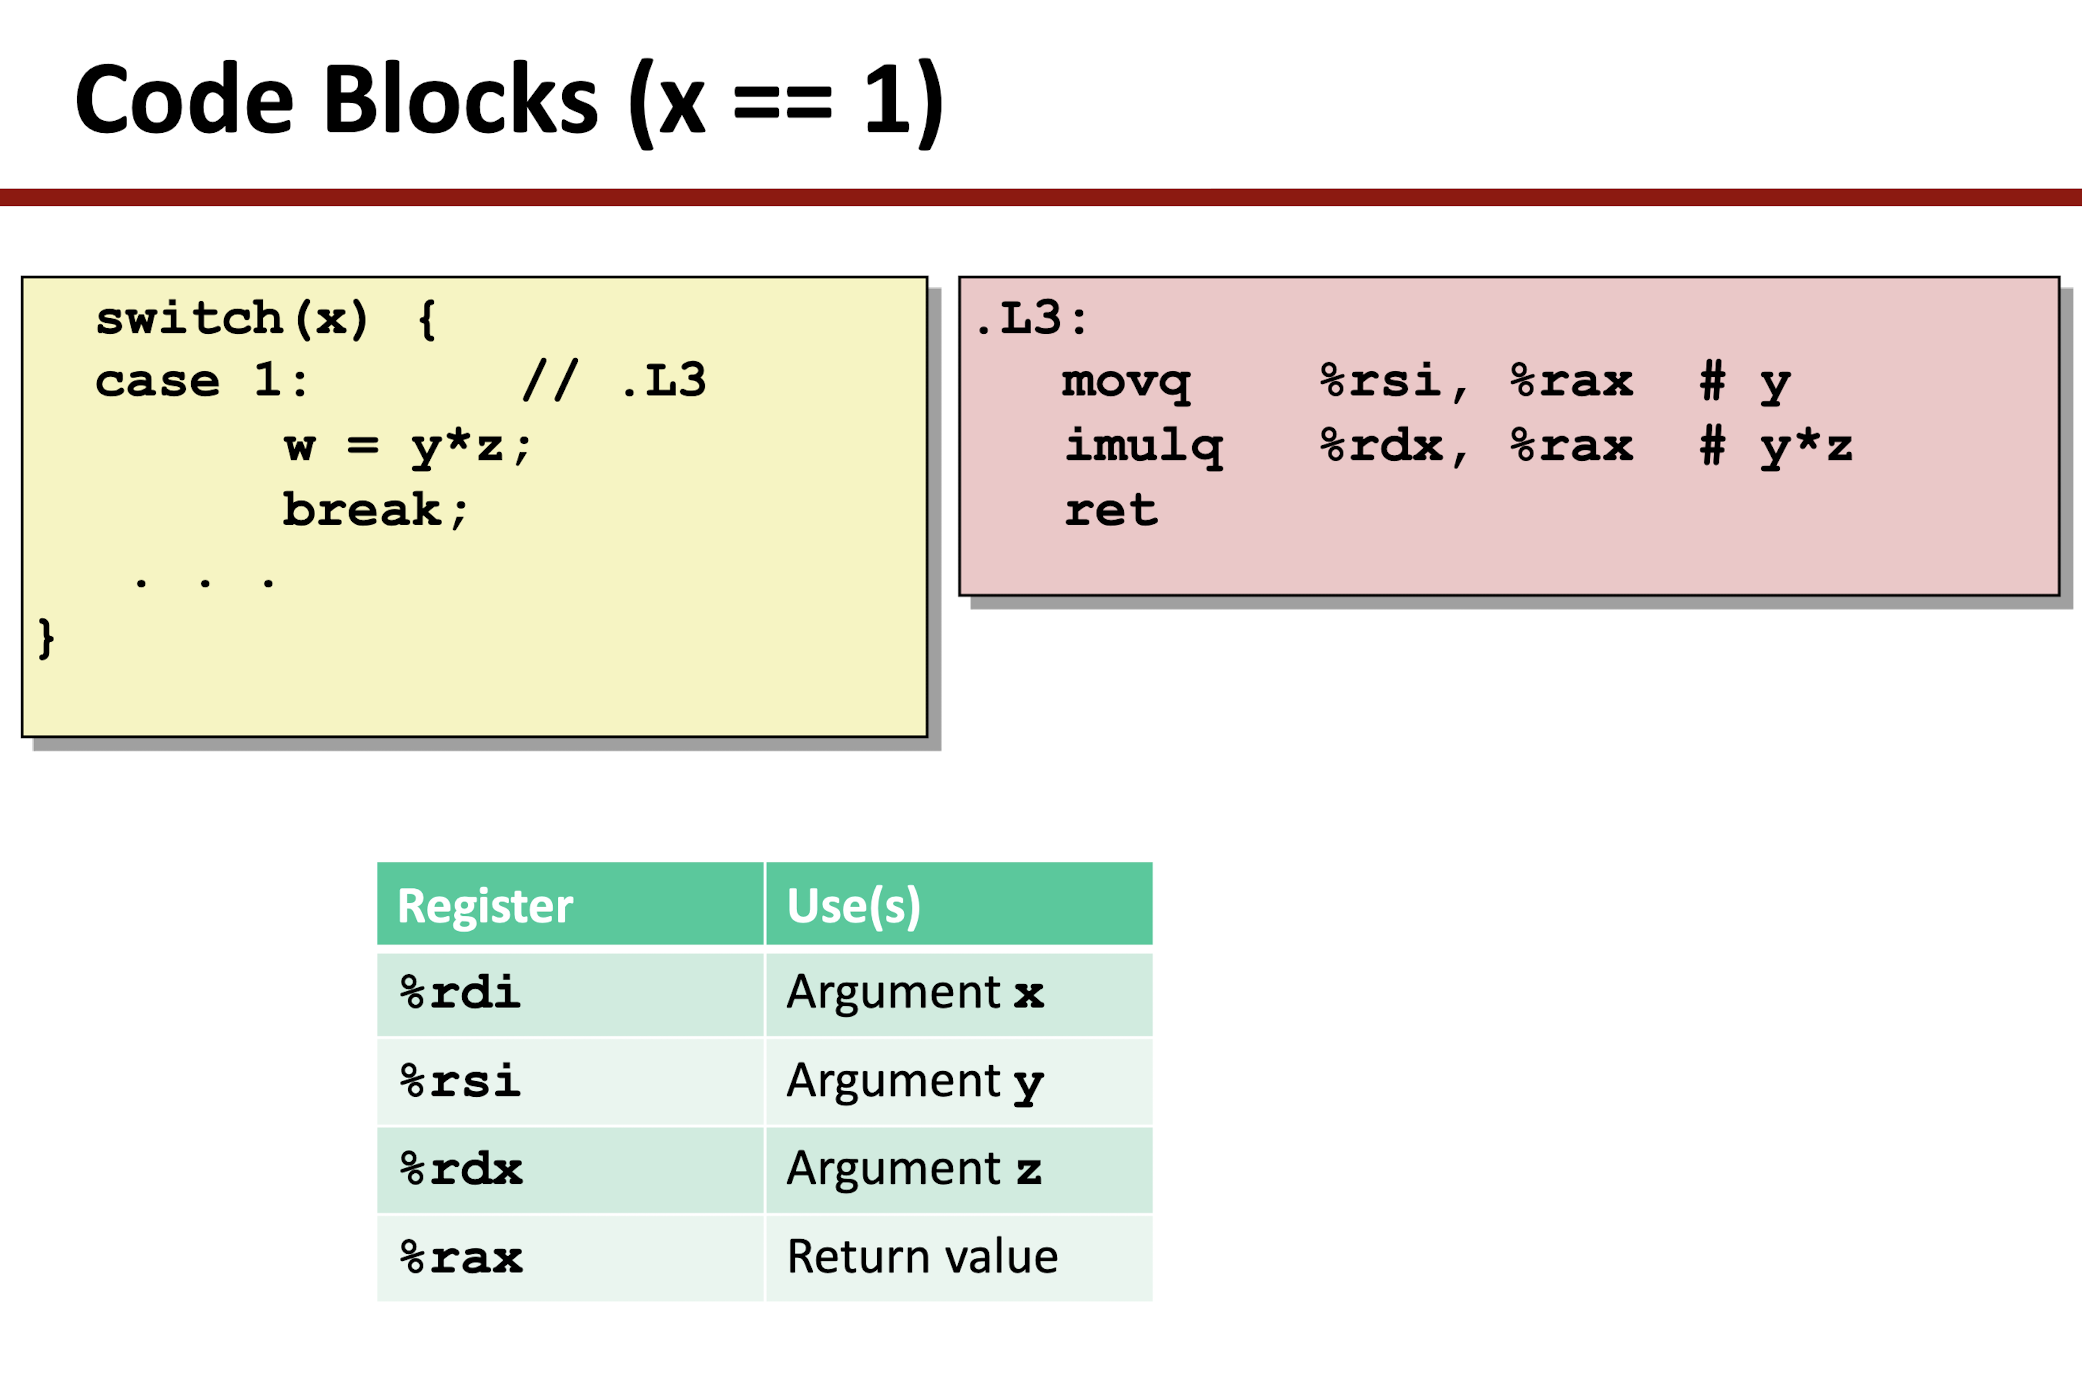 Code Blocks (x == 1)
switch(x) {
case 1: // .L3
w = y*z;
break;
. . .
}
.L3:
movq %rsi, %rax # y
imulq %rdx, %rax # y*z
ret
Register Use(s)
%rdi Argument x
%rsi Argument y
%rdx Argument z
%rax Return value